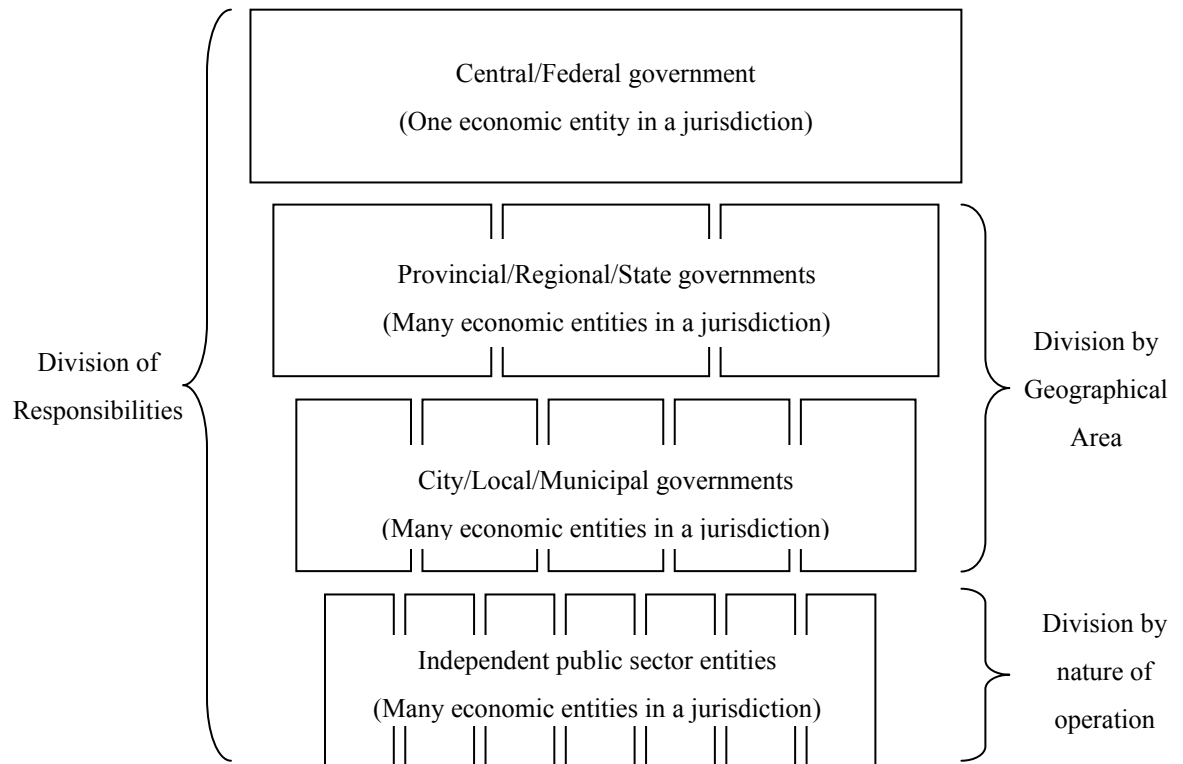 Central/Federal government
(One economic entity in a jurisdiction)
Provincial/Regional/State governments
(Many economic entities in a jurisdiction)
Division of
Responsibilities
Division by
Geographical
Area
City/Local/Municipal governments
(Many economic entities in a jurisdiction)
Independent public sector entities
(Many economic entities in a jurisdiction)
Division by
nature of
operation